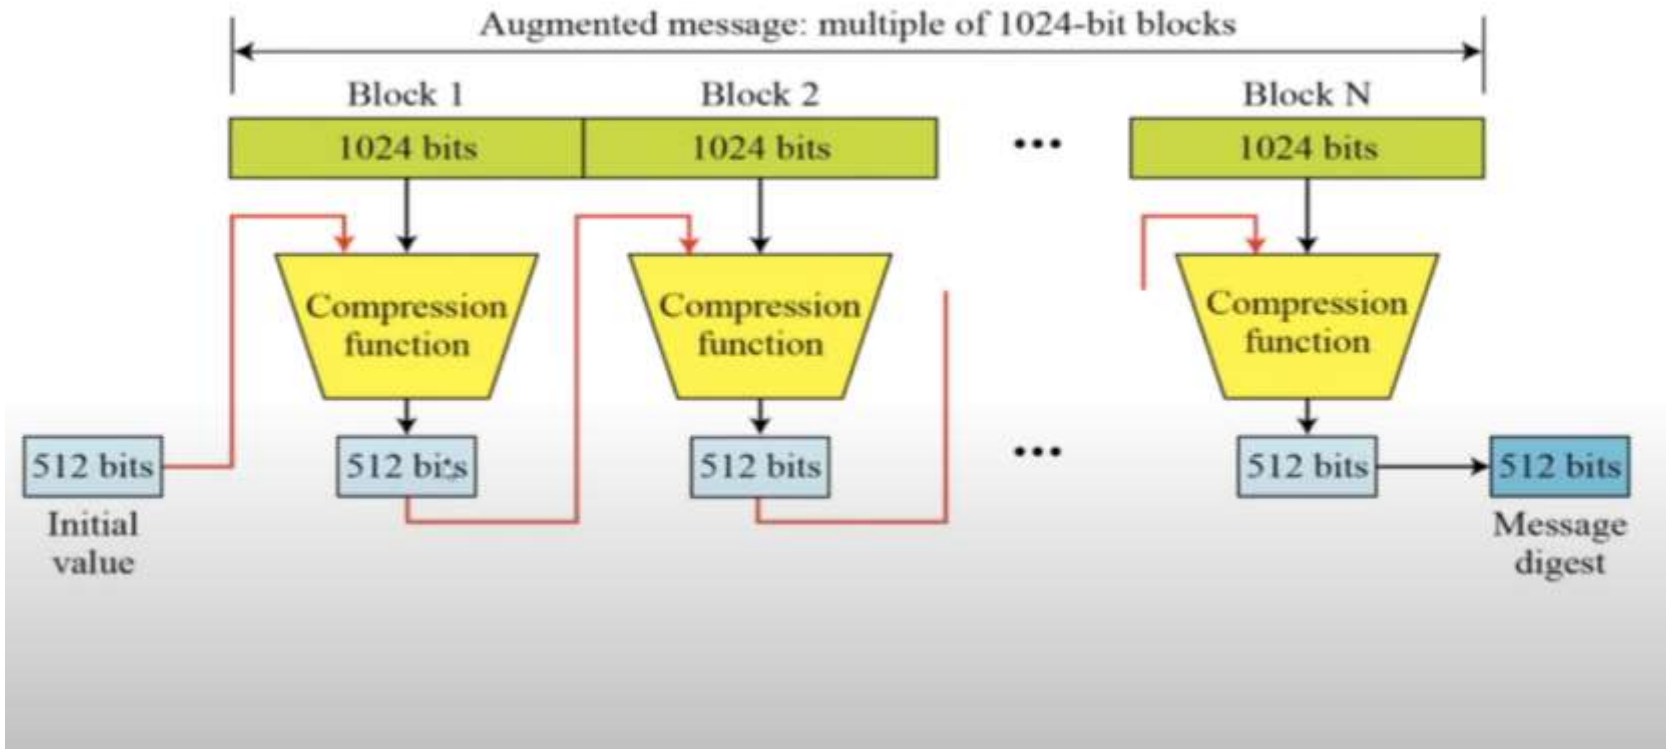 Augmented message: multiple of 1024-bit blocks
Block 1
Block 2
Block N
1024 bits
1024 bits
...
1024 bits
Compression
function
Compression
function
Compression
function
512 bits
512 bits
512 bits
...
512 bits
512 bits
Initial
value
Message
digest